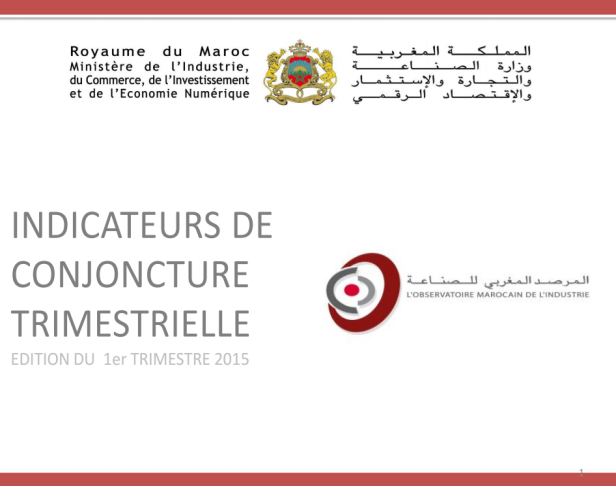 Royaume du Maroc
Ministère de l'Industrie,
du Commerce, de l'Investissement
et de l'Economie Numérique
المملكة المغربية
وزارة الصناعة
والتجارة والإستثمار
والإقتصاد الرقمي
INDICATEURS DE
CONJONCTURE
TRIMESTRIELLE
EDITION DU 1er TRIMESTRE 2015
المرصد المغربي للصناعة
L'OBSERVATOIRE MAROCAIN DE L'INDUSTRIE
1